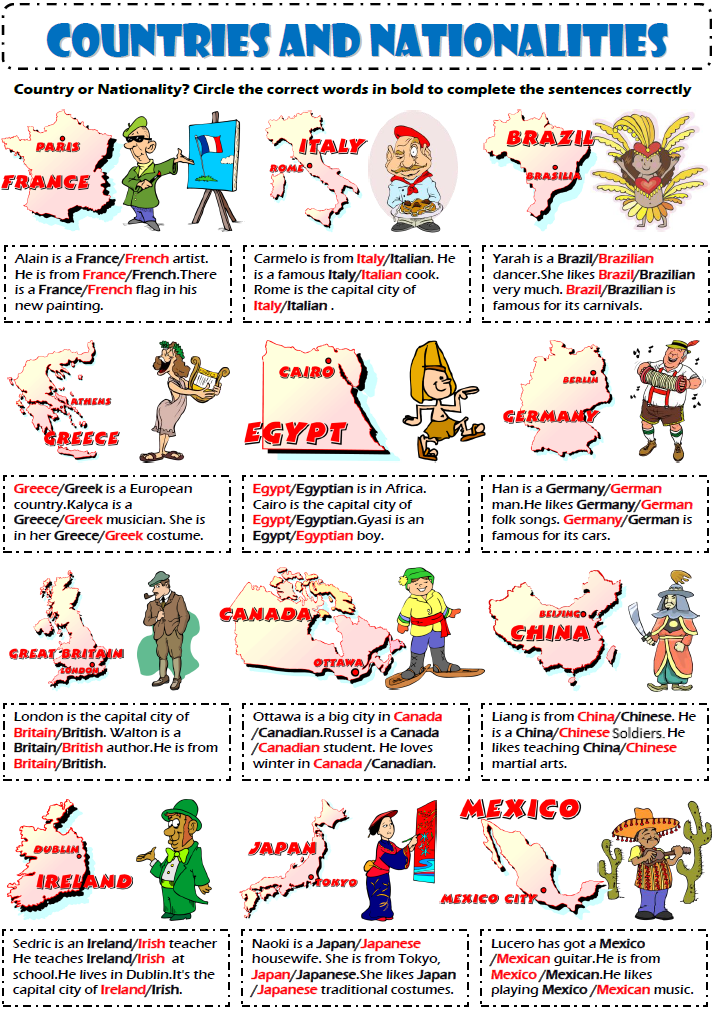 COUNTRIES AND NATIONALITIES
Country or Nationality? Circle the correct words in bold to complete the sentences correctly
PARIS
FRANCE
ITALY
ROME
BRAZIL
BRASILIA
Alain is a France/French artist.
He is from France/French.There
is a France/French flag in his
new painting.
Carmelo is from Italy/Italian. He
is a famous Italy/Italian cook.
Rome is the capital city of
Italy/Italian .
Yarah is a Brazil/Brazilian
dancer.She likes Brazil/Brazilian
very much. Brazil/Brazilian is
famous for its carnivals.
ATHENS
GREECE
CAIRO
EGYPT
BERLIN
GERMANY
Greece/Greek is a European
country.Kalyca is a
Greece/Greek musician. She is
in her Greece/Greek costume.
Egypt/Egyptian is in Africa.
Cairo is the capital city of
Egypt/Egyptian.Gyasi is an
Egypt/Egyptian boy.
Han is a Germany/German
man.He likes Germany/German
folk songs. Germany/German is
famous for its cars.
GREAT BRITAIN
LONDON
CANADA
OTTAWA
BEIJING
CHINA
London is the capital city of
Britain/British. Walton is a
Britain/British author.He is from
Britain/British.
Ottawa is a big city in Canada
/Canadian.Russel is a Canada
/Canadian student. He loves
winter in Canada /Canadian.
Liang is from China/Chinese. He
is a China/Chinese Soldiers. He
likes teaching China/Chinese
martial arts.
DUBLIN
IRELAND
JAPAN
TOKYO
MEXICO
MEXICO CITY
Sedric is an Ireland/Irish teacher
He teaches Ireland/Irish at
school.He lives in Dublin.It's the
capital city of Ireland/Irish.
Naoki is a Japan/Japanese
housewife. She is from Tokyo,
Japan/Japanese.She likes Japan
/Japanese traditional costumes.
Lucero has got a Mexico
/Mexican guitar.He is from
Mexico /Mexican.He likes
playing Mexico /Mexican music.